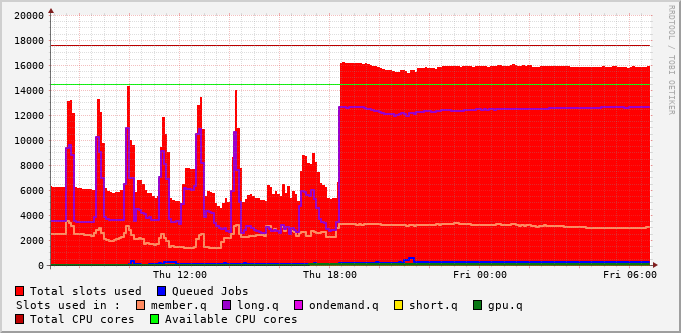 20000
18000
16000
14000
12000
10000
8000
6000
4000
2000
0
Thu 12:00 Thu 18:00 Fri 00:00 Fri 06:00
RRDTOOL / TOBI OETIKER
Total slots used Queued Jobs
Slots used in : member.q long.q ondemand.q short.q gpu.q
Total CPU cores Available CPU cores